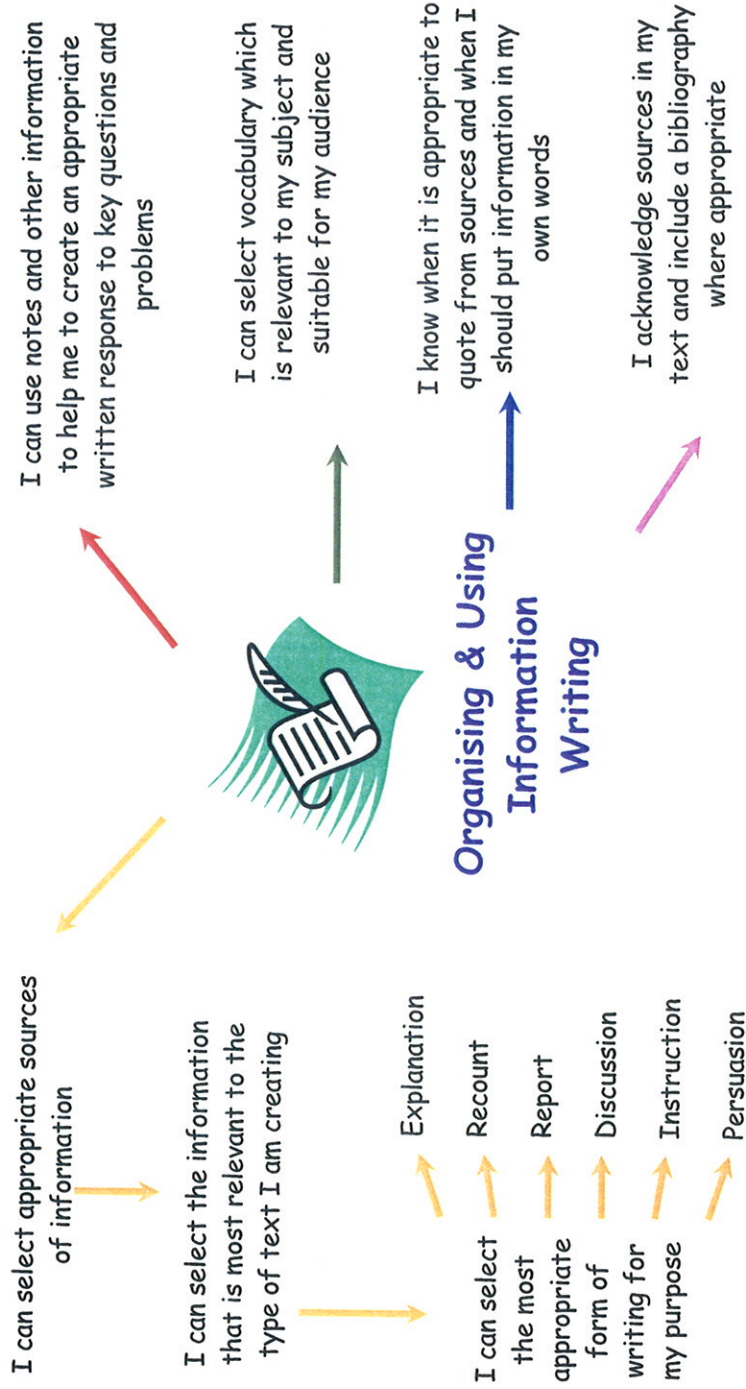 I can select appropriate sources
of information
I can select the information
that is most relevant to the
type of text I am creating
I can select
the most
appropriate
form of
writing for
my purpose
Explanation
Recount
Report
Discussion
Instruction
Persuasion
Organising & Using
Information
Writing
I can use notes and other information
to help me to create an appropriate
written response to key questions and
problems
I can select vocabulary which
is relevant to my subject and
suitable for my audience
I know when it is appropriate to
quote from sources and when I
should put information in my
own words
I acknowledge sources in my
text and include a bibliography
where appropriate